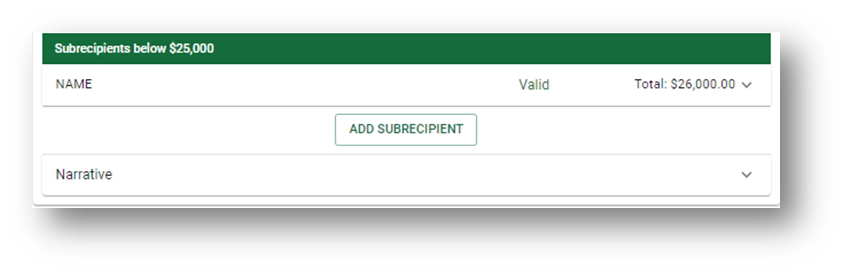 Subrecipients below $25,000
NAME Valid Total: $26,000.00
ADD SUBRECIPIENT
Narrative